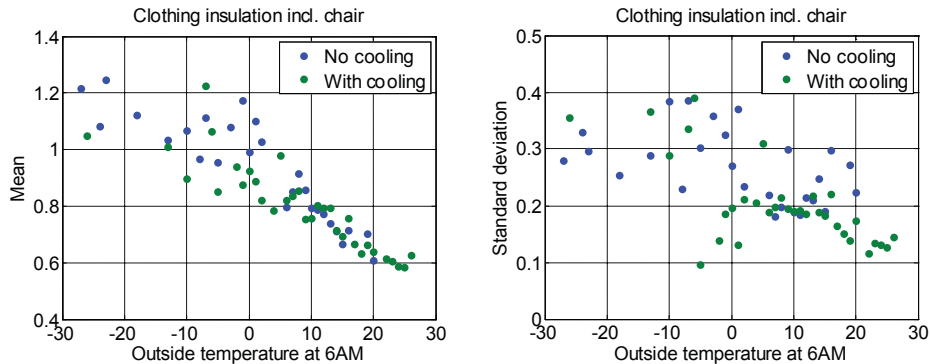 Clothing insulation incl. chair
1.4
1.2
1
0.8
0.6
0.4
Mean
No cooling
With cooling
-30 -20 -10 0 10 20 30
Outside temperature at 6AM
Clothing insulation incl. chair
0.5
0.4
0.3
0.2
0.1
0
Standard deviation
No cooling
With cooling
-30 -20 -10 0 10 20 30
Outside temperature at 6AM